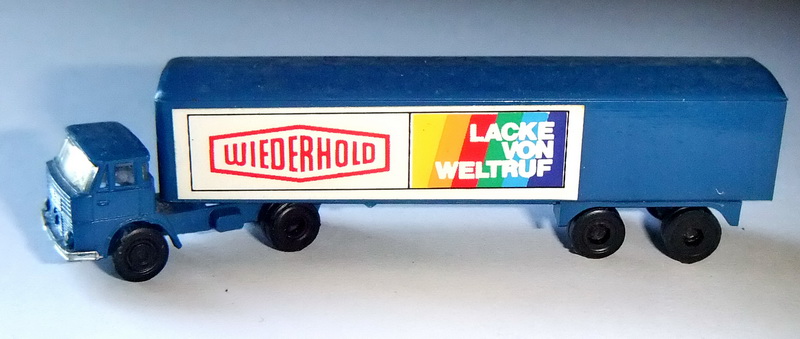 WIEDERHOLD
LACKE
VON
WELTRUF